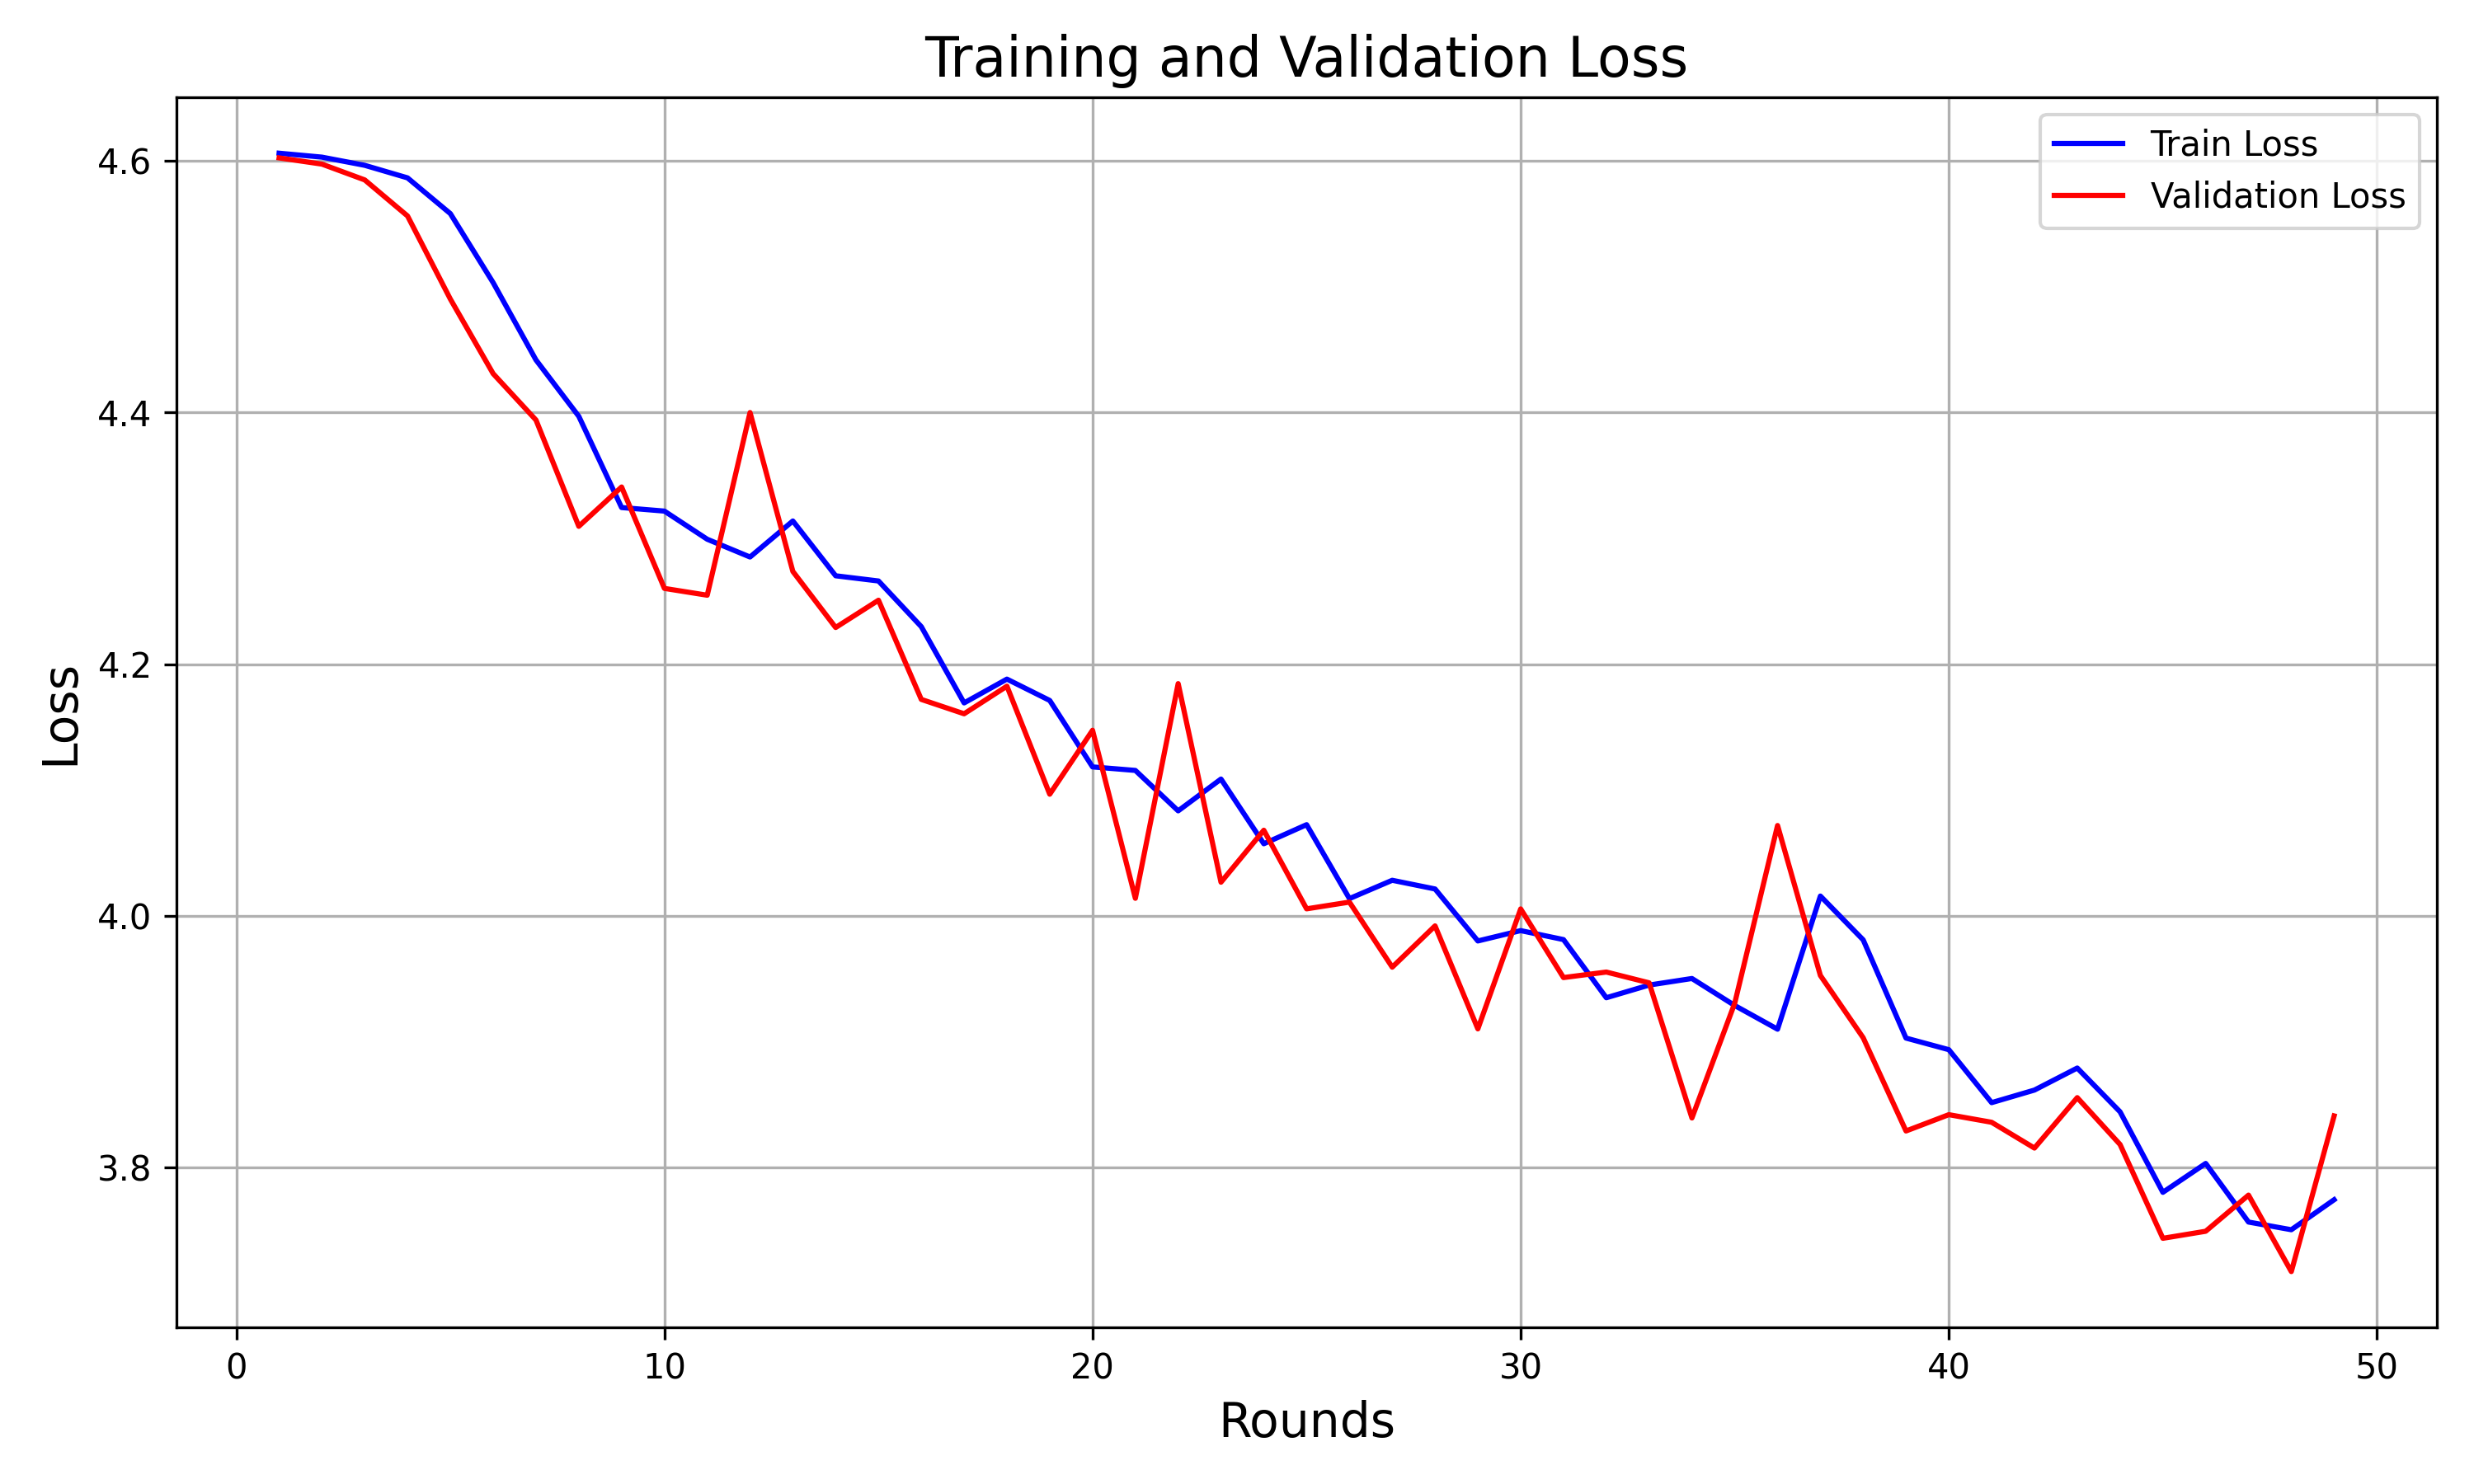 Training and Validation Loss
Train Loss
Validation Loss
4.6
4.4
4.2
4.0
3.8
Loss
0 10 20 30 40 50
Rounds